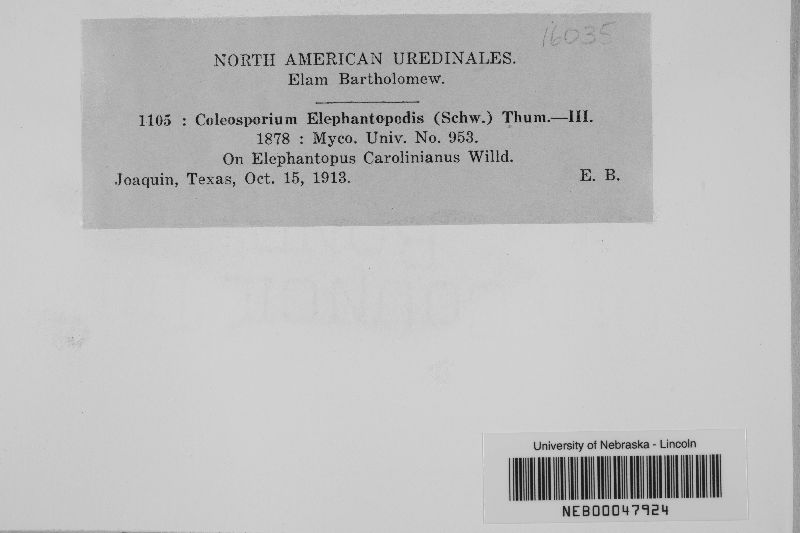 16035
NORTH AMERICAN UREDINALES.
Elam Bartholomew.
1105 : Coleosporium Elephantopodis (Schw.) Thum.—III.
1878 : Myco. Univ. No. 953.
On Elephantopus Carolinianus Willd.
Joaquin, Texas, Oct. 15, 1913. E. B.
University of Nebraska - Lincoln
NEB00047924